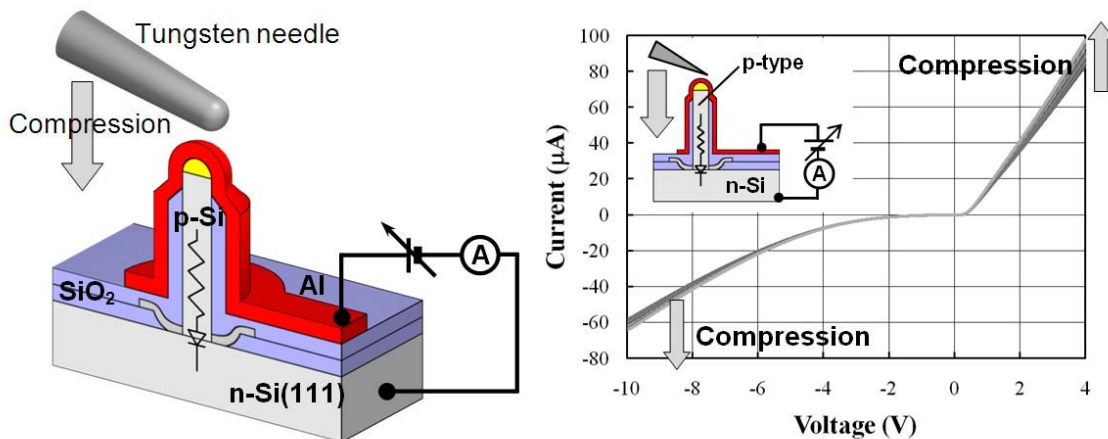 Tungsten needle
Compression
p-Si
Al
SiO2
A
n-Si(111)
100
80
60
40
20
0
-20
-40
-60
-80
Current (μA)
-10
-8
-6
-4
-2
0
2
4
Voltage (V)
Compression
p-type
n-Si
A
Compression